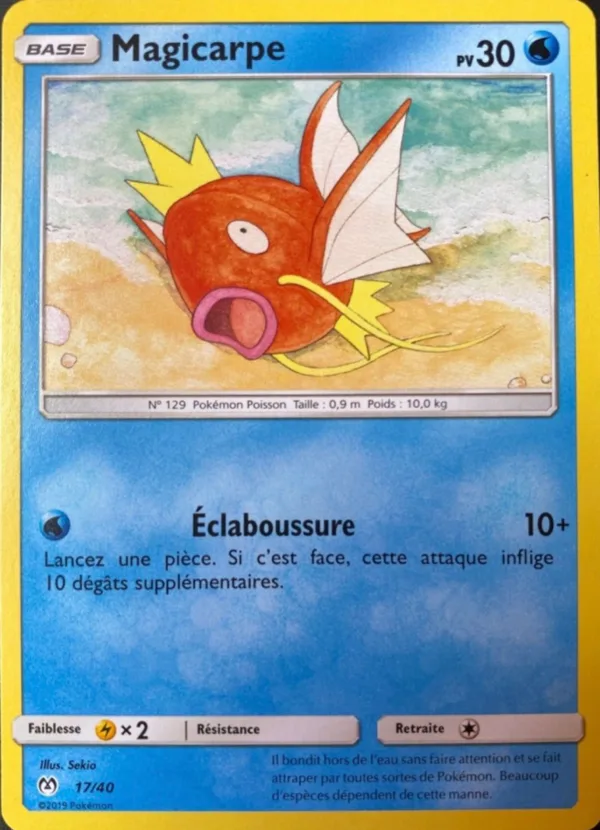 BASE Magicarpe PV 30
N° 129 Pokémon Poisson Taille : 0,9 m Poids : 10,0 kg
Éclaboussure 10+
Lancez une pièce. Si c'est face, cette attaque inflige
10 dégâts supplémentaires.
Faiblesse ×2 Résistance Retraite
Illus. Sekio
17/40
©2019 Pokémon
Il bondit hors de l'eau sans faire attention et se fait
attraper par toutes sortes de Pokémon. Beaucoup
d'espèces dépendent de cette manne.